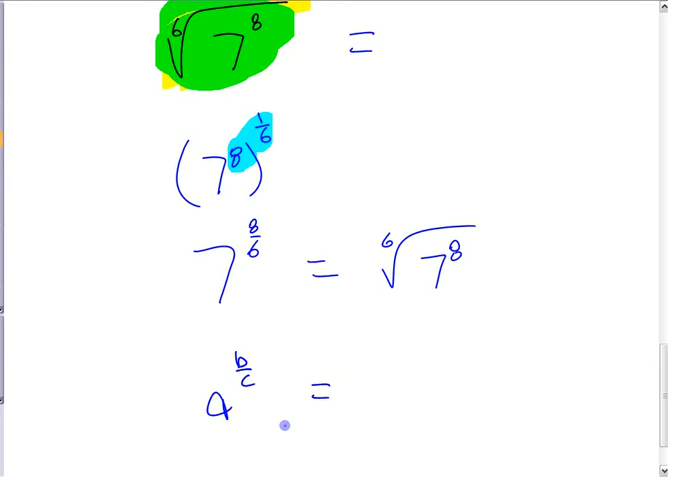 ⁶√7⁸ =
(7⁸)^(1/6)
7^(8/6) = ⁶√7⁸
a^(b/c) =